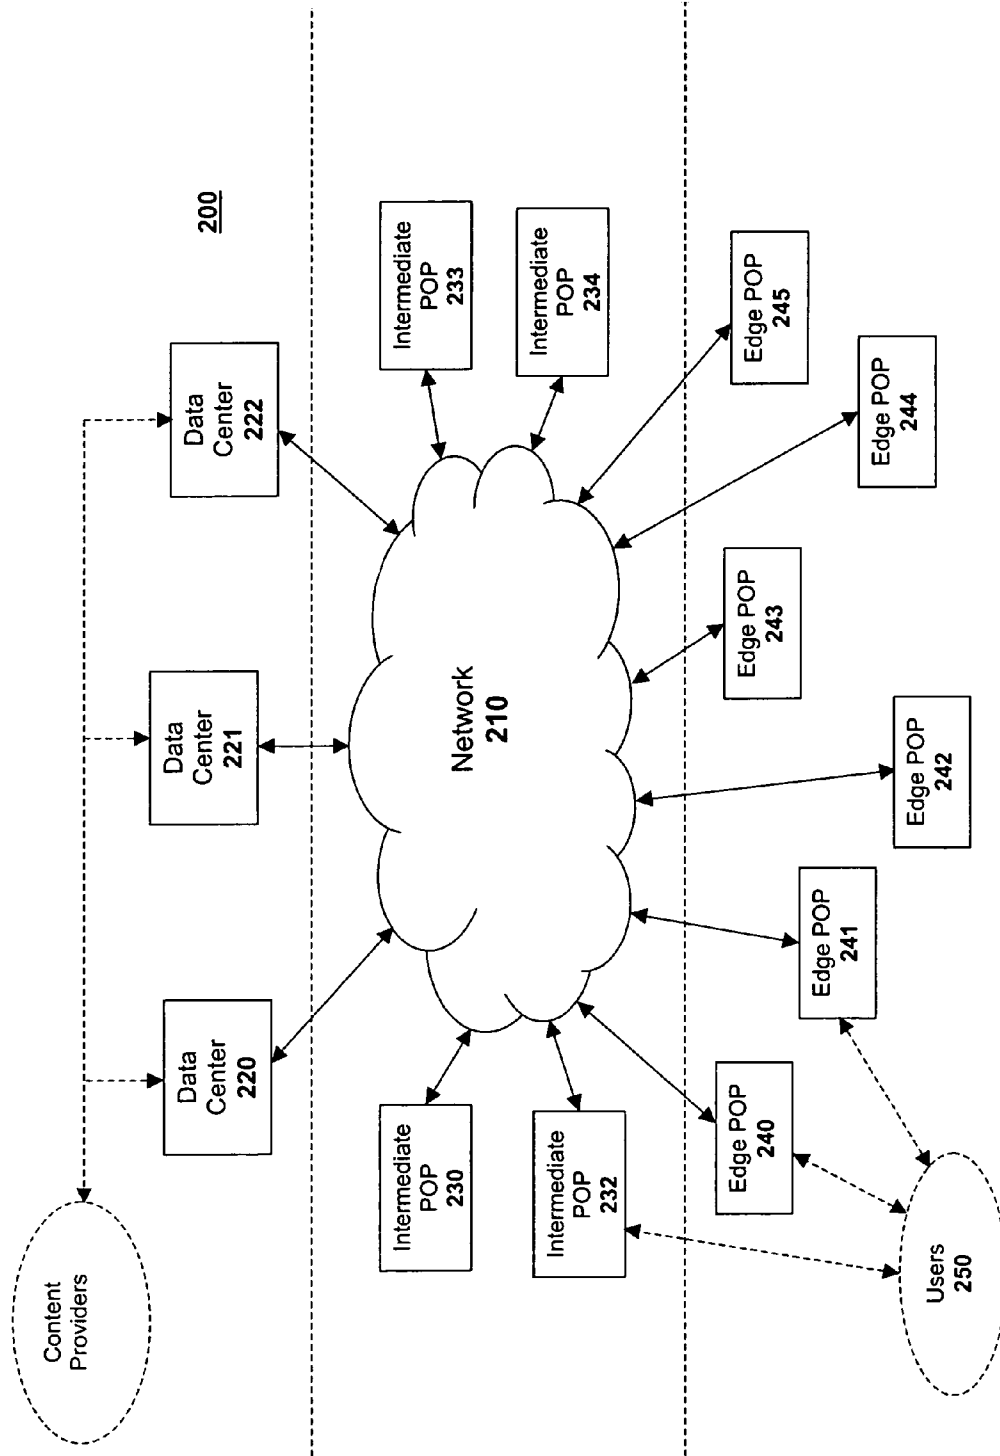 200
Content
Providers
Data
Center
220
Data
Center
221
Data
Center
222
Intermediate
POP
230
Intermediate
POP
232
Network
210
Intermediate
POP
233
Intermediate
POP
234
Edge POP
240
Edge POP
241
Edge POP
242
Edge POP
243
Edge POP
244
Edge POP
245
Users
250